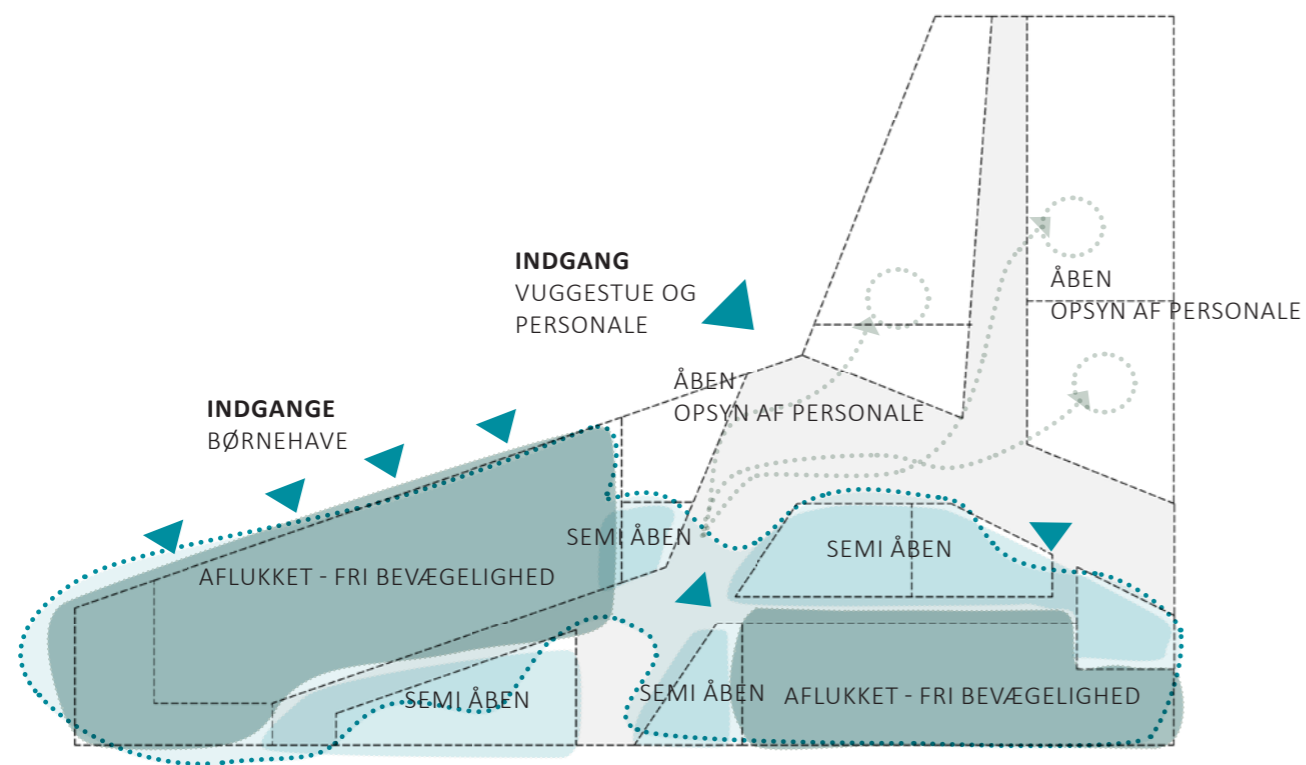 INDGANG
VUGGESTUE OG
PERSONALE
ÅBEN
OPSYN AF PERSONALE
ÅBEN
OPSYN AF PERSONALE
INDGANGE
BØRNEHAVE
SEMI ÅBEN
SEMI ÅBEN
AFLUKKET - FRI BEVÆGELIGHED
SEMI ÅBEN
SEMI ÅBEN
AFLUKKET - FRI BEVÆGELIGHED